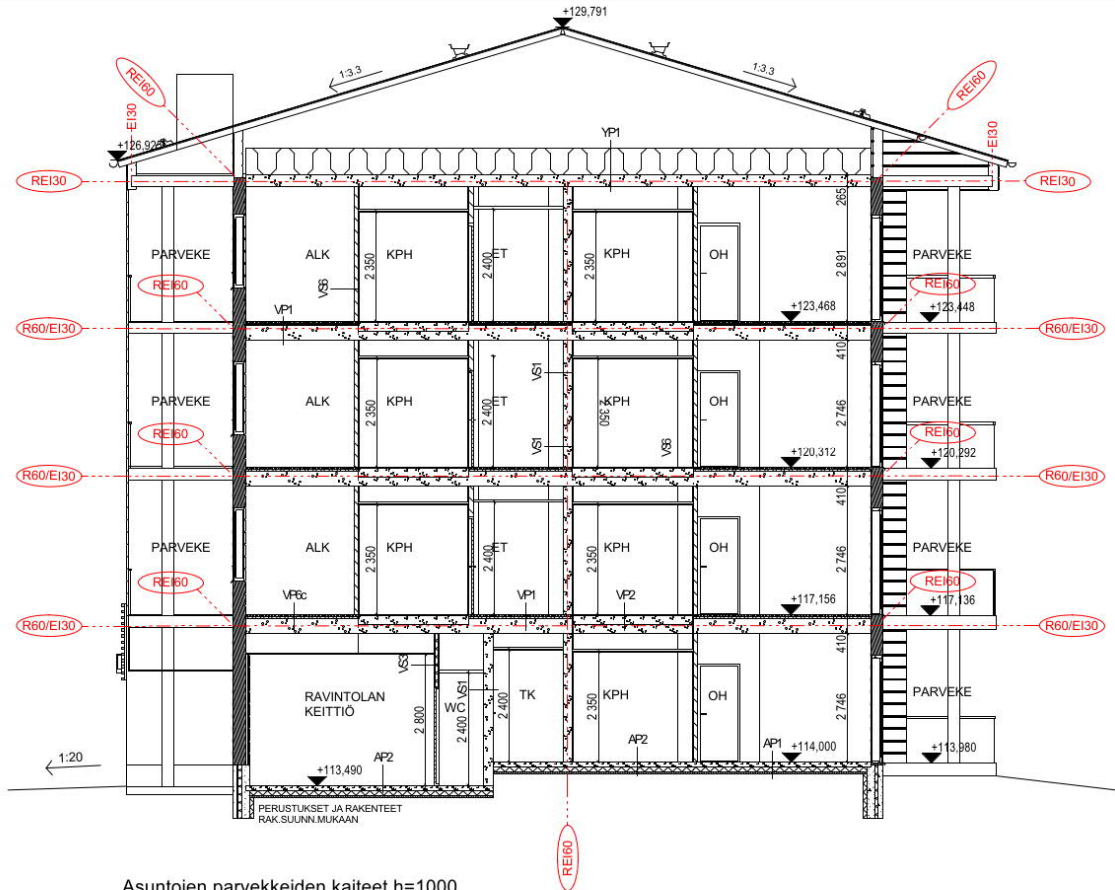 +129,791
1:3.3
1:3.3
REI60
REI60
EI30
EI30
+126,925
YP1
REI30
REI30
265
PARVEKE
ALK
KPH
ET
KPH
OH
PARVEKE
2 350
2 400
2 350
2 891
VS6
REI60
REI60
VP1
+123,468
+123,448
R60/EI30
R60/EI30
410
VS1
PARVEKE
ALK
KPH
ET
KPH
OH
PARVEKE
2 350
2 400
2 350
2 746
VS1
VS6
REI60
REI60
+120,312
+120,292
R60/EI30
R60/EI30
410
PARVEKE
ALK
KPH
ET
KPH
OH
PARVEKE
2 350
2 400
2 350
2 746
REI60
REI60
VP6c
VP1
VP2
+117,156
+117,136
R60/EI30
R60/EI30
410
VS3
VS1
RAVINTOLAN
KEITTIÖ
WC
TK
KPH
OH
PARVEKE
2 800
2 400
2 400
2 350
2 746
1:20
AP2
AP2
AP1
+114,000
+113,980
+113,490
PERUSTUKSET JA RAKENTEET
RAK.SUUNN.MUKAAN
REI60
Asuntojen parvekkeiden kaiteet h=1000